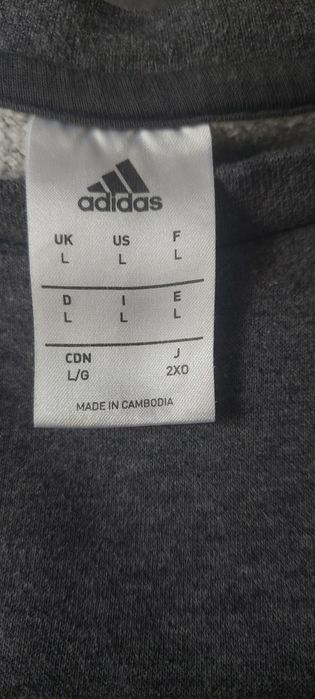 adidas
UK US F
L L L
D I E
L L L
CDN J
L/G 2XO
MADE IN CAMBODIA